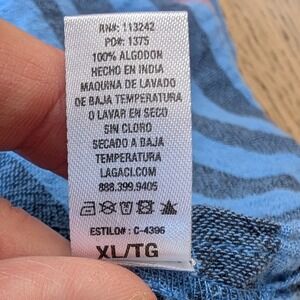 RN#: 113242
PO#: 1375
100% ALGODON
HECHO EN INDIA
MAQUINA DE LAVADO
DE BAJA TEMPERATURA
O LAVAR EN SECO
SIN CLORO
SECADO A BAJA
TEMPERATURA
LAGACI.COM
888.399.9405
ESTILO# : C-4396
XL/TG